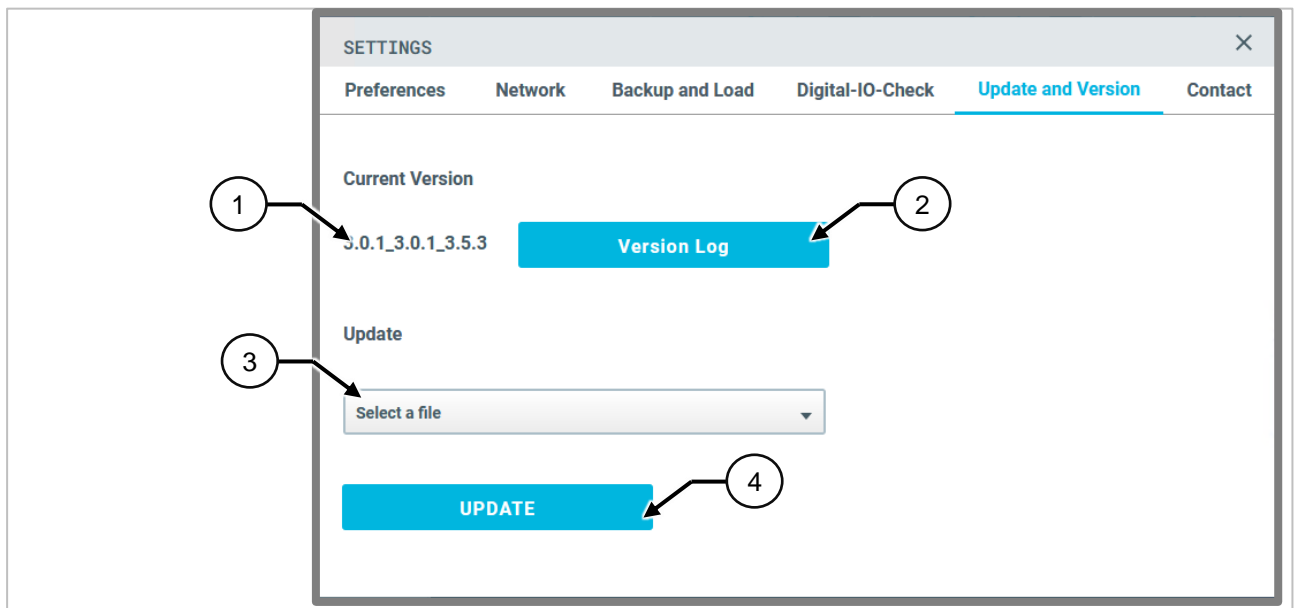 SETTINGS
Preferences Network Backup and Load Digital-IO-Check Update and Version Contact
Current Version
1
2
3.0.1_3.0.1_3.5.3 Version Log
Update
3
Select a file
4
UPDATE